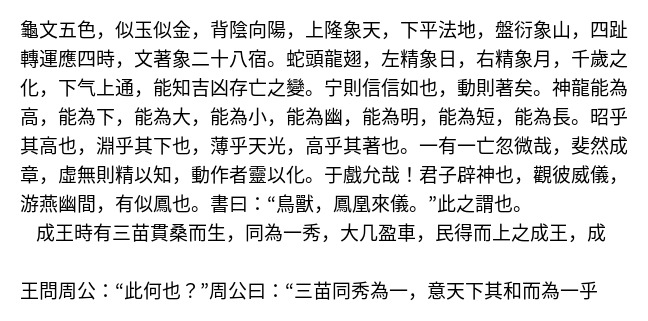 龜文五色，似玉似金，背陰向陽，上隆象天，下平法地，盤衍象山，四趾
轉運應四時，文著象二十八宿。蛇頭龍翅，左精象日，右精象月，千歲之
化，下气上通，能知吉凶存亡之變。宁則信信如也，動則著矣。神龍能為
高，能為下，能為大，能為小，能為幽，能為明，能為短，能為長。昭乎
其高也，淵乎其下也，薄乎天光，高乎其著也。一有一亡忽微哉，斐然成
章，虛無則精以知，動作者靈以化。于戲允哉！君子辟神也，觀彼威儀，
游燕幽間，有似鳳也。書曰：“鳥獸，鳳凰來儀。”此之謂也。
成王時有三苗貫桑而生，同為一秀，大几盈車，民得而上之成王，成
王問周公：“此何也？”周公曰：“三苗同秀為一，意天下其和而為一乎